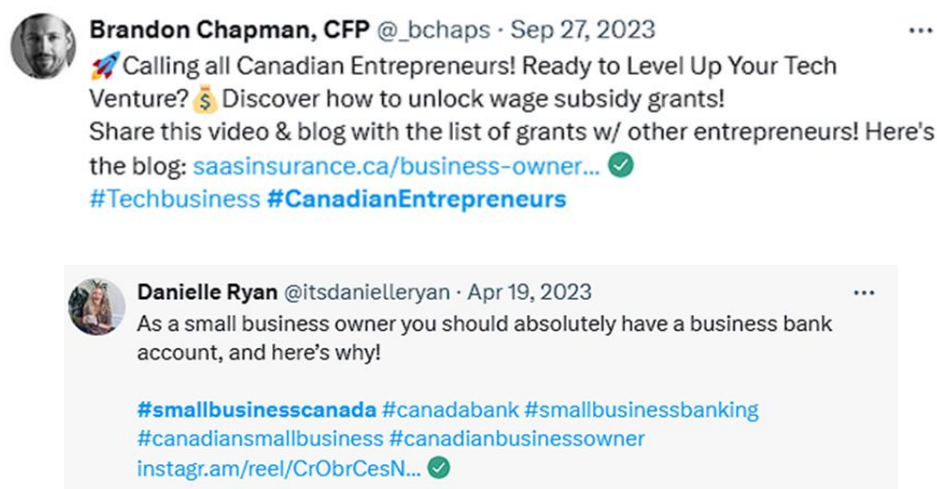 Brandon Chapman, CFP @_bchaps · Sep 27, 2023
🚀Calling all Canadian Entrepreneurs! Ready to Level Up Your Tech
Venture?💰Discover how to unlock wage subsidy grants!
Share this video & blog with the list of grants w/ other entrepreneurs! Here's
the blog: saasinsurance.ca/business-owner...
#Techbusiness #CanadianEntrepreneurs
Danielle Ryan @itsdanielleryan · Apr 19, 2023
As a small business owner you should absolutely have a business bank
account, and here's why!
#smallbusinesscanada #canadabank #smallbusinessbanking
#canadiansmallbusiness #canadianbusinessowner
instagr.am/reel/CrObrCesN...